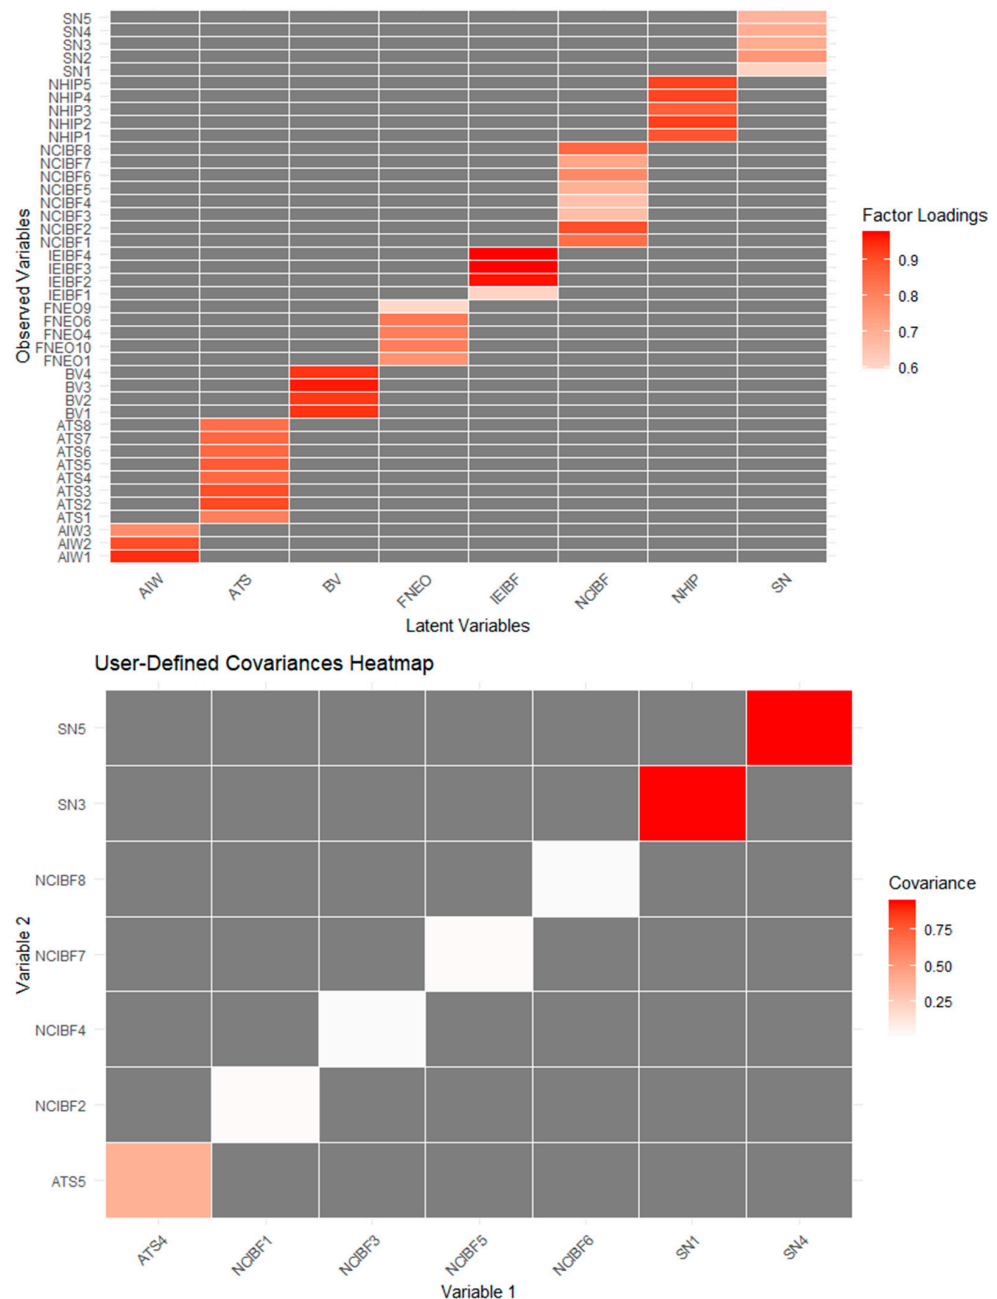 SN5
SN4
SN3
SN2
SN1
NHIP5
NHIP4
NHIP3
NHIP2
NHIP1
NCIBF8
NCIBF7
NCIBF6
NCIBF5
NCIBF4
NCIBF3
NCIBF2
NCIBF1
IEIBF4
IEIBF3
IEIBF2
IEIBF1
FNEO9
FNEO6
FNEO4
FNEO10
FNEO1
BV4
BV3
BV2
BV1
ATS8
ATS7
ATS6
ATS5
ATS4
ATS3
ATS2
ATS1
AIW3
AIW2
AIW1
Observed Variables
AIW
ATS
BV
FNEO
IEIBF
NCIBF
NHIP
SN
Latent Variables
Factor Loadings
0.9
0.8
0.7
0.6
User-Defined Covariances Heatmap
SN5
SN3
NCIBF8
NCIBF7
NCIBF4
NCIBF2
ATS5
Variable 2
ATS4
NCIBF1
NCIBF3
NCIBF5
NCIBF6
SN1
SN4
Variable 1
Covariance
0.75
0.50
0.25